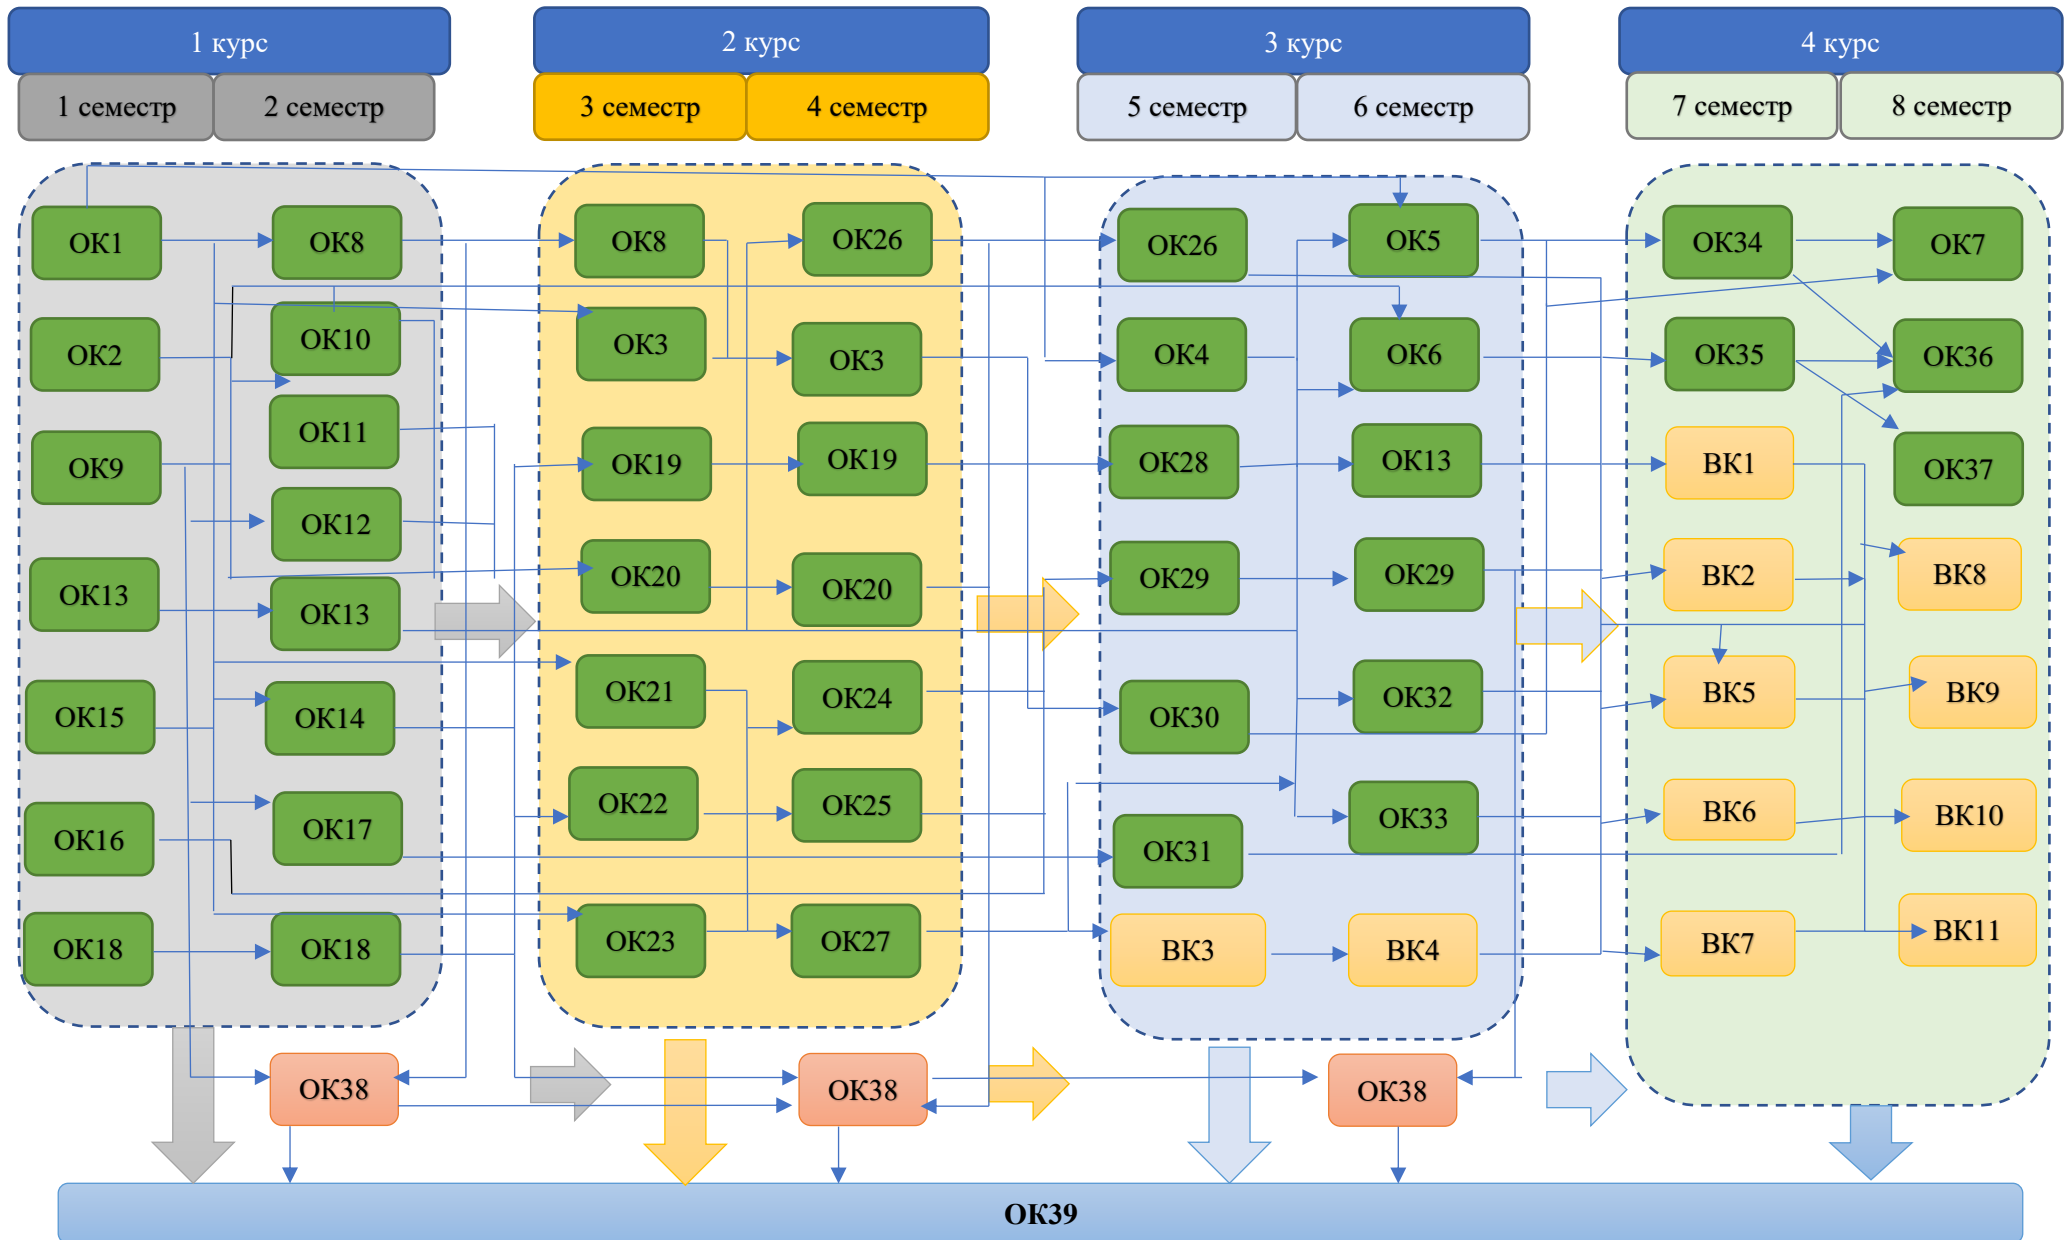 1 курс
2 курс
3 курс
4 курс
1 семестр
2 семестр
3 семестр
4 семестр
5 семестр
6 семестр
7 семестр
8 семестр
ОК1
ОК2
ОК9
ОК13
ОК15
ОК16
ОК18
ОК8
ОК10
ОК11
ОК12
ОК13
ОК14
ОК17
ОК18
ОК8
ОК3
ОК19
ОК20
ОК21
ОК22
ОК23
ОК26
ОК3
ОК19
ОК20
ОК24
ОК25
ОК27
ОК26
ОК4
ОК28
ОК29
ОК30
ОК31
ВК3
ОК5
ОК6
ОК13
ОК29
ОК32
ОК33
ВК4
ОК34
ОК35
ВК1
ВК2
ВК5
ВК6
ВК7
ОК7
ОК36
ОК37
ВК8
ВК9
ВК10
ВК11
ОК38
ОК38
ОК38
ОК39